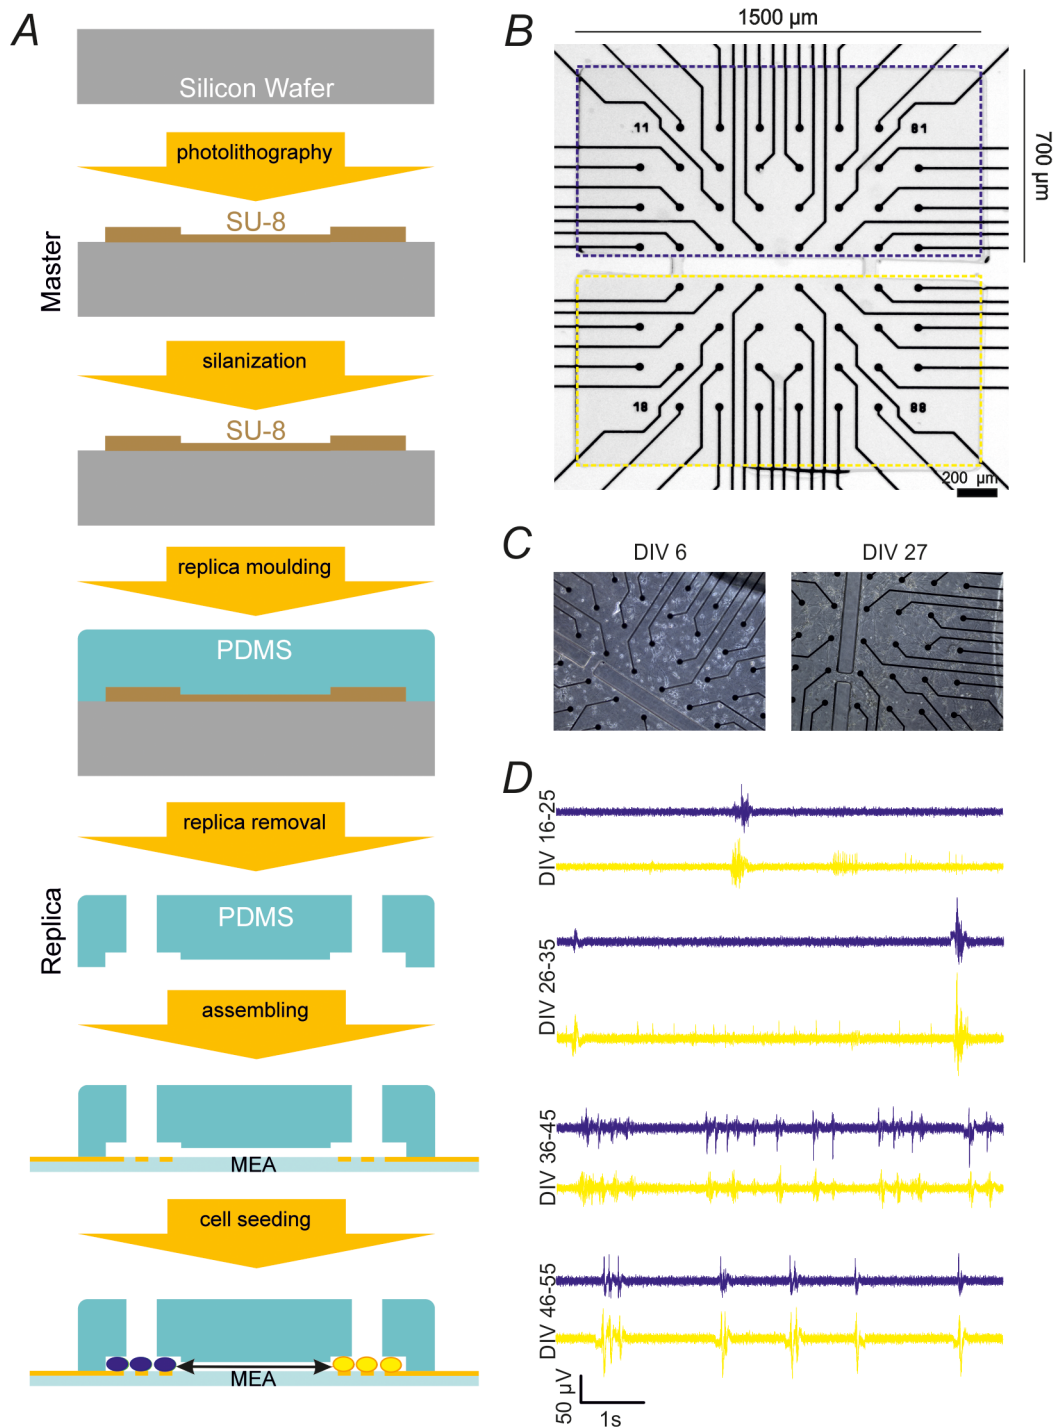 A
Silicon Wafer
photolithography
SU-8
Master
silanization
SU-8
replica moulding
PDMS
replica removal
Replica
PDMS
assembling
MEA
cell seeding
MEA
B
1500 µm
700 µm
11
81
18
88
200 µm
C
DIV 6
DIV 27
D
DIV 16-25
DIV 26-35
DIV 36-45
DIV 46-55
50 µV
1s